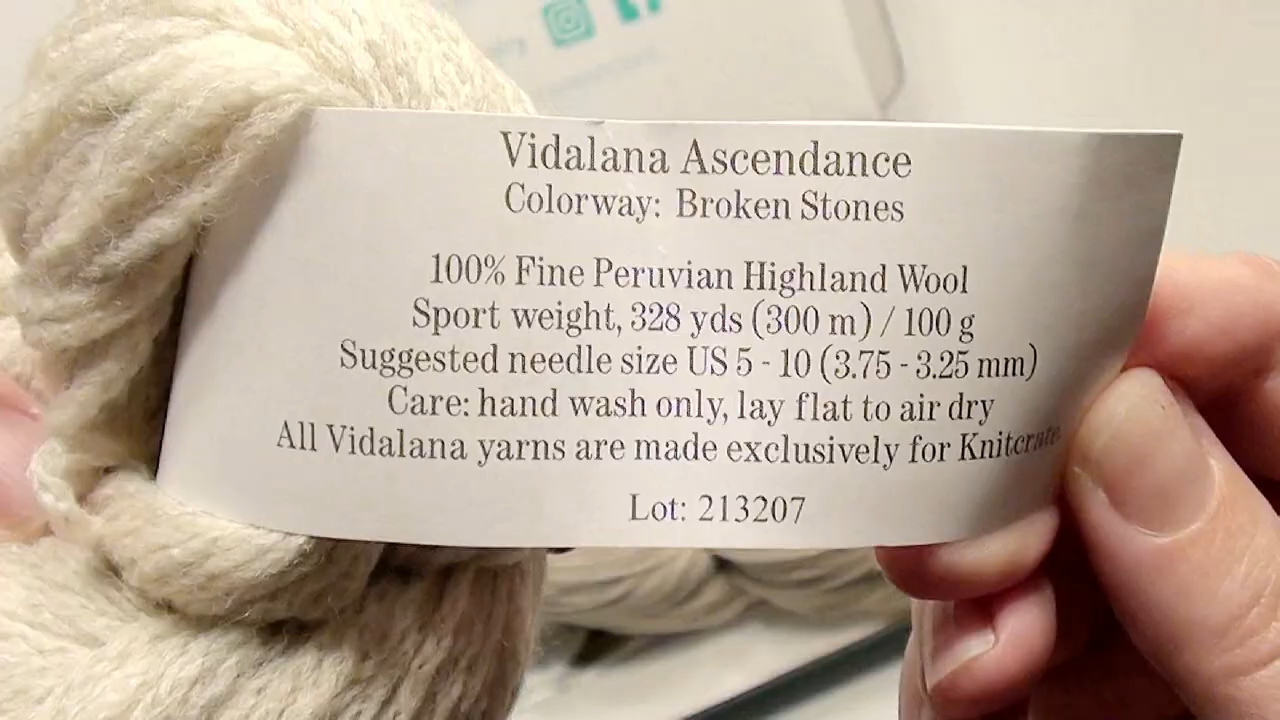 Vidalana Ascendance
Colorway: Broken Stones
100% Fine Peruvian Highland Wool
Sport weight, 328 yds (300 m) / 100 g
Suggested needle size US 5 - 10 (3.75 - 3.25 mm)
Care: hand wash only, lay flat to air dry
All Vidalana yarns are made exclusively for Knitcrate.
Lot: 213207